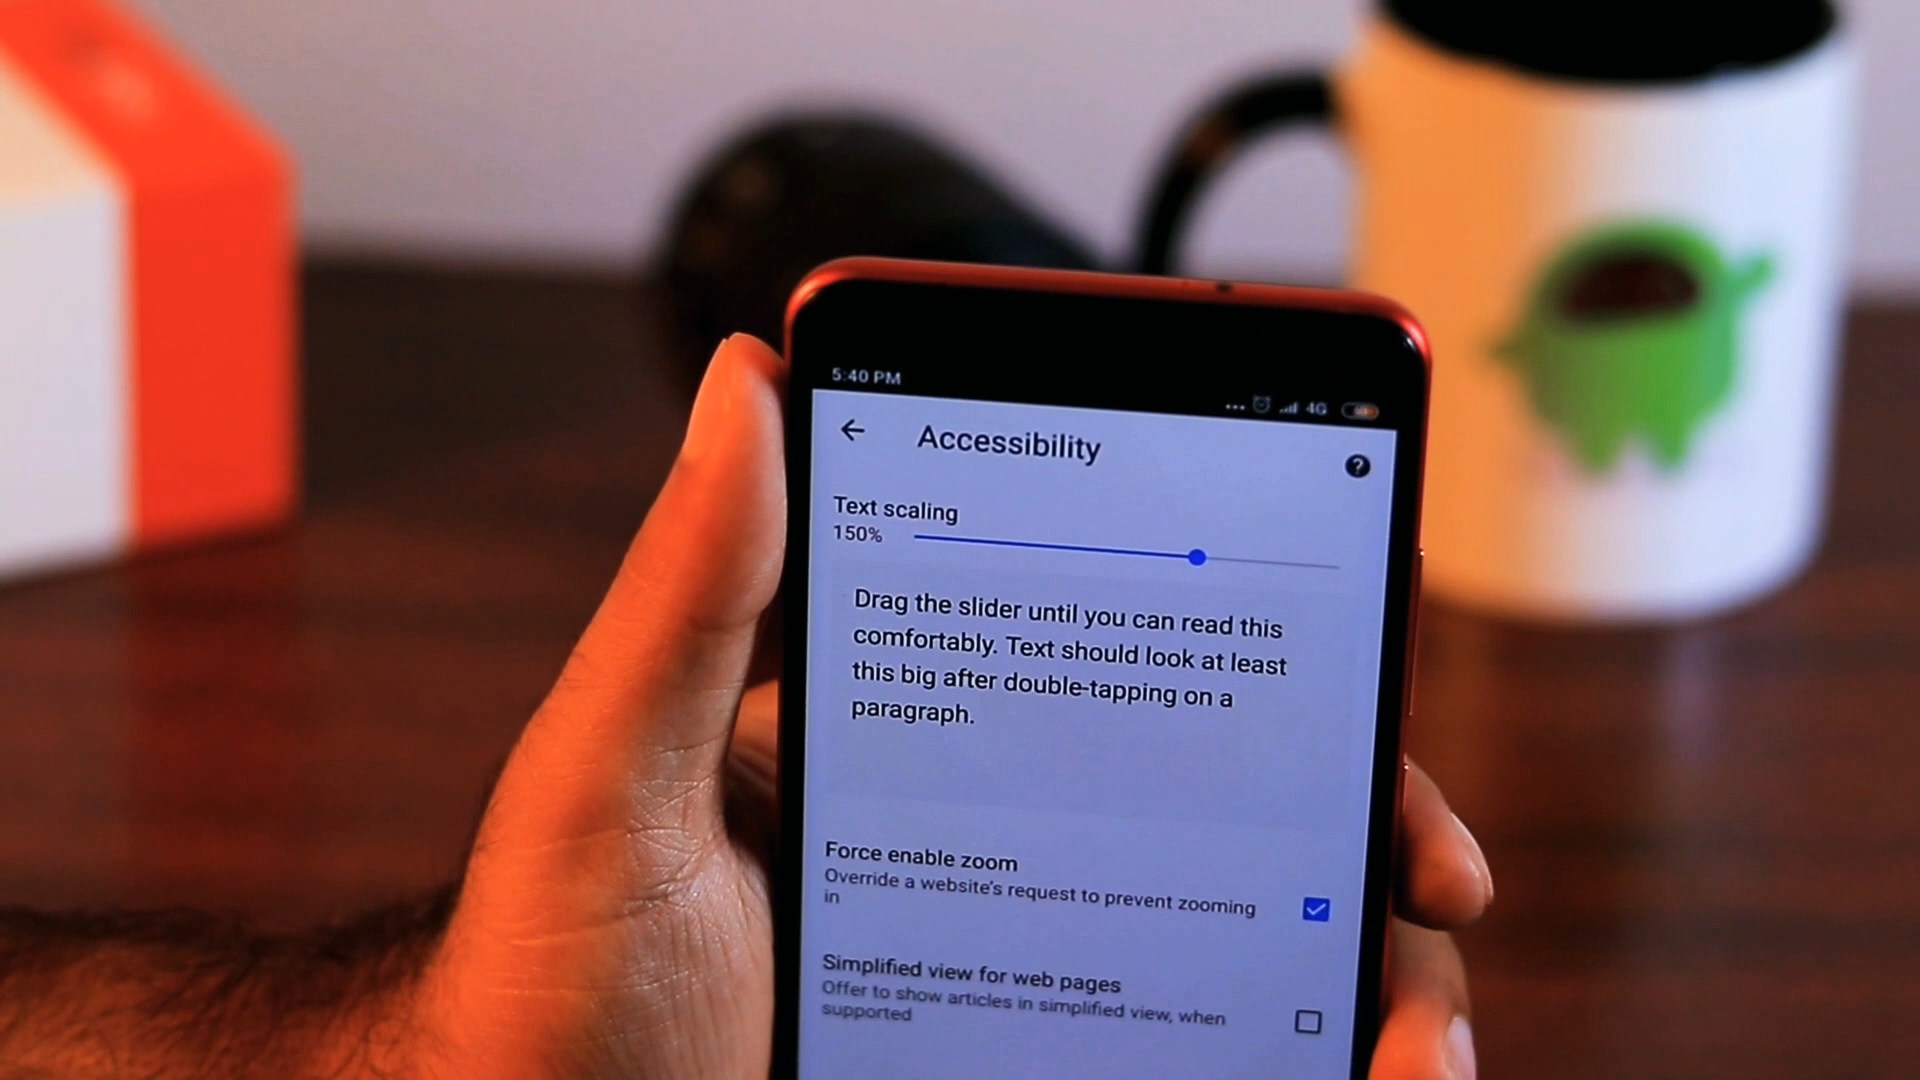 5:40 PM
4G
Accessibility
Text scaling
150%
Drag the slider until you can read this
comfortably. Text should look at least
this big after double-tapping on a
paragraph.
Force enable zoom
Override a website's request to prevent zooming
in
Simplified view for web pages
Offer to show articles in simplified view, when
supported